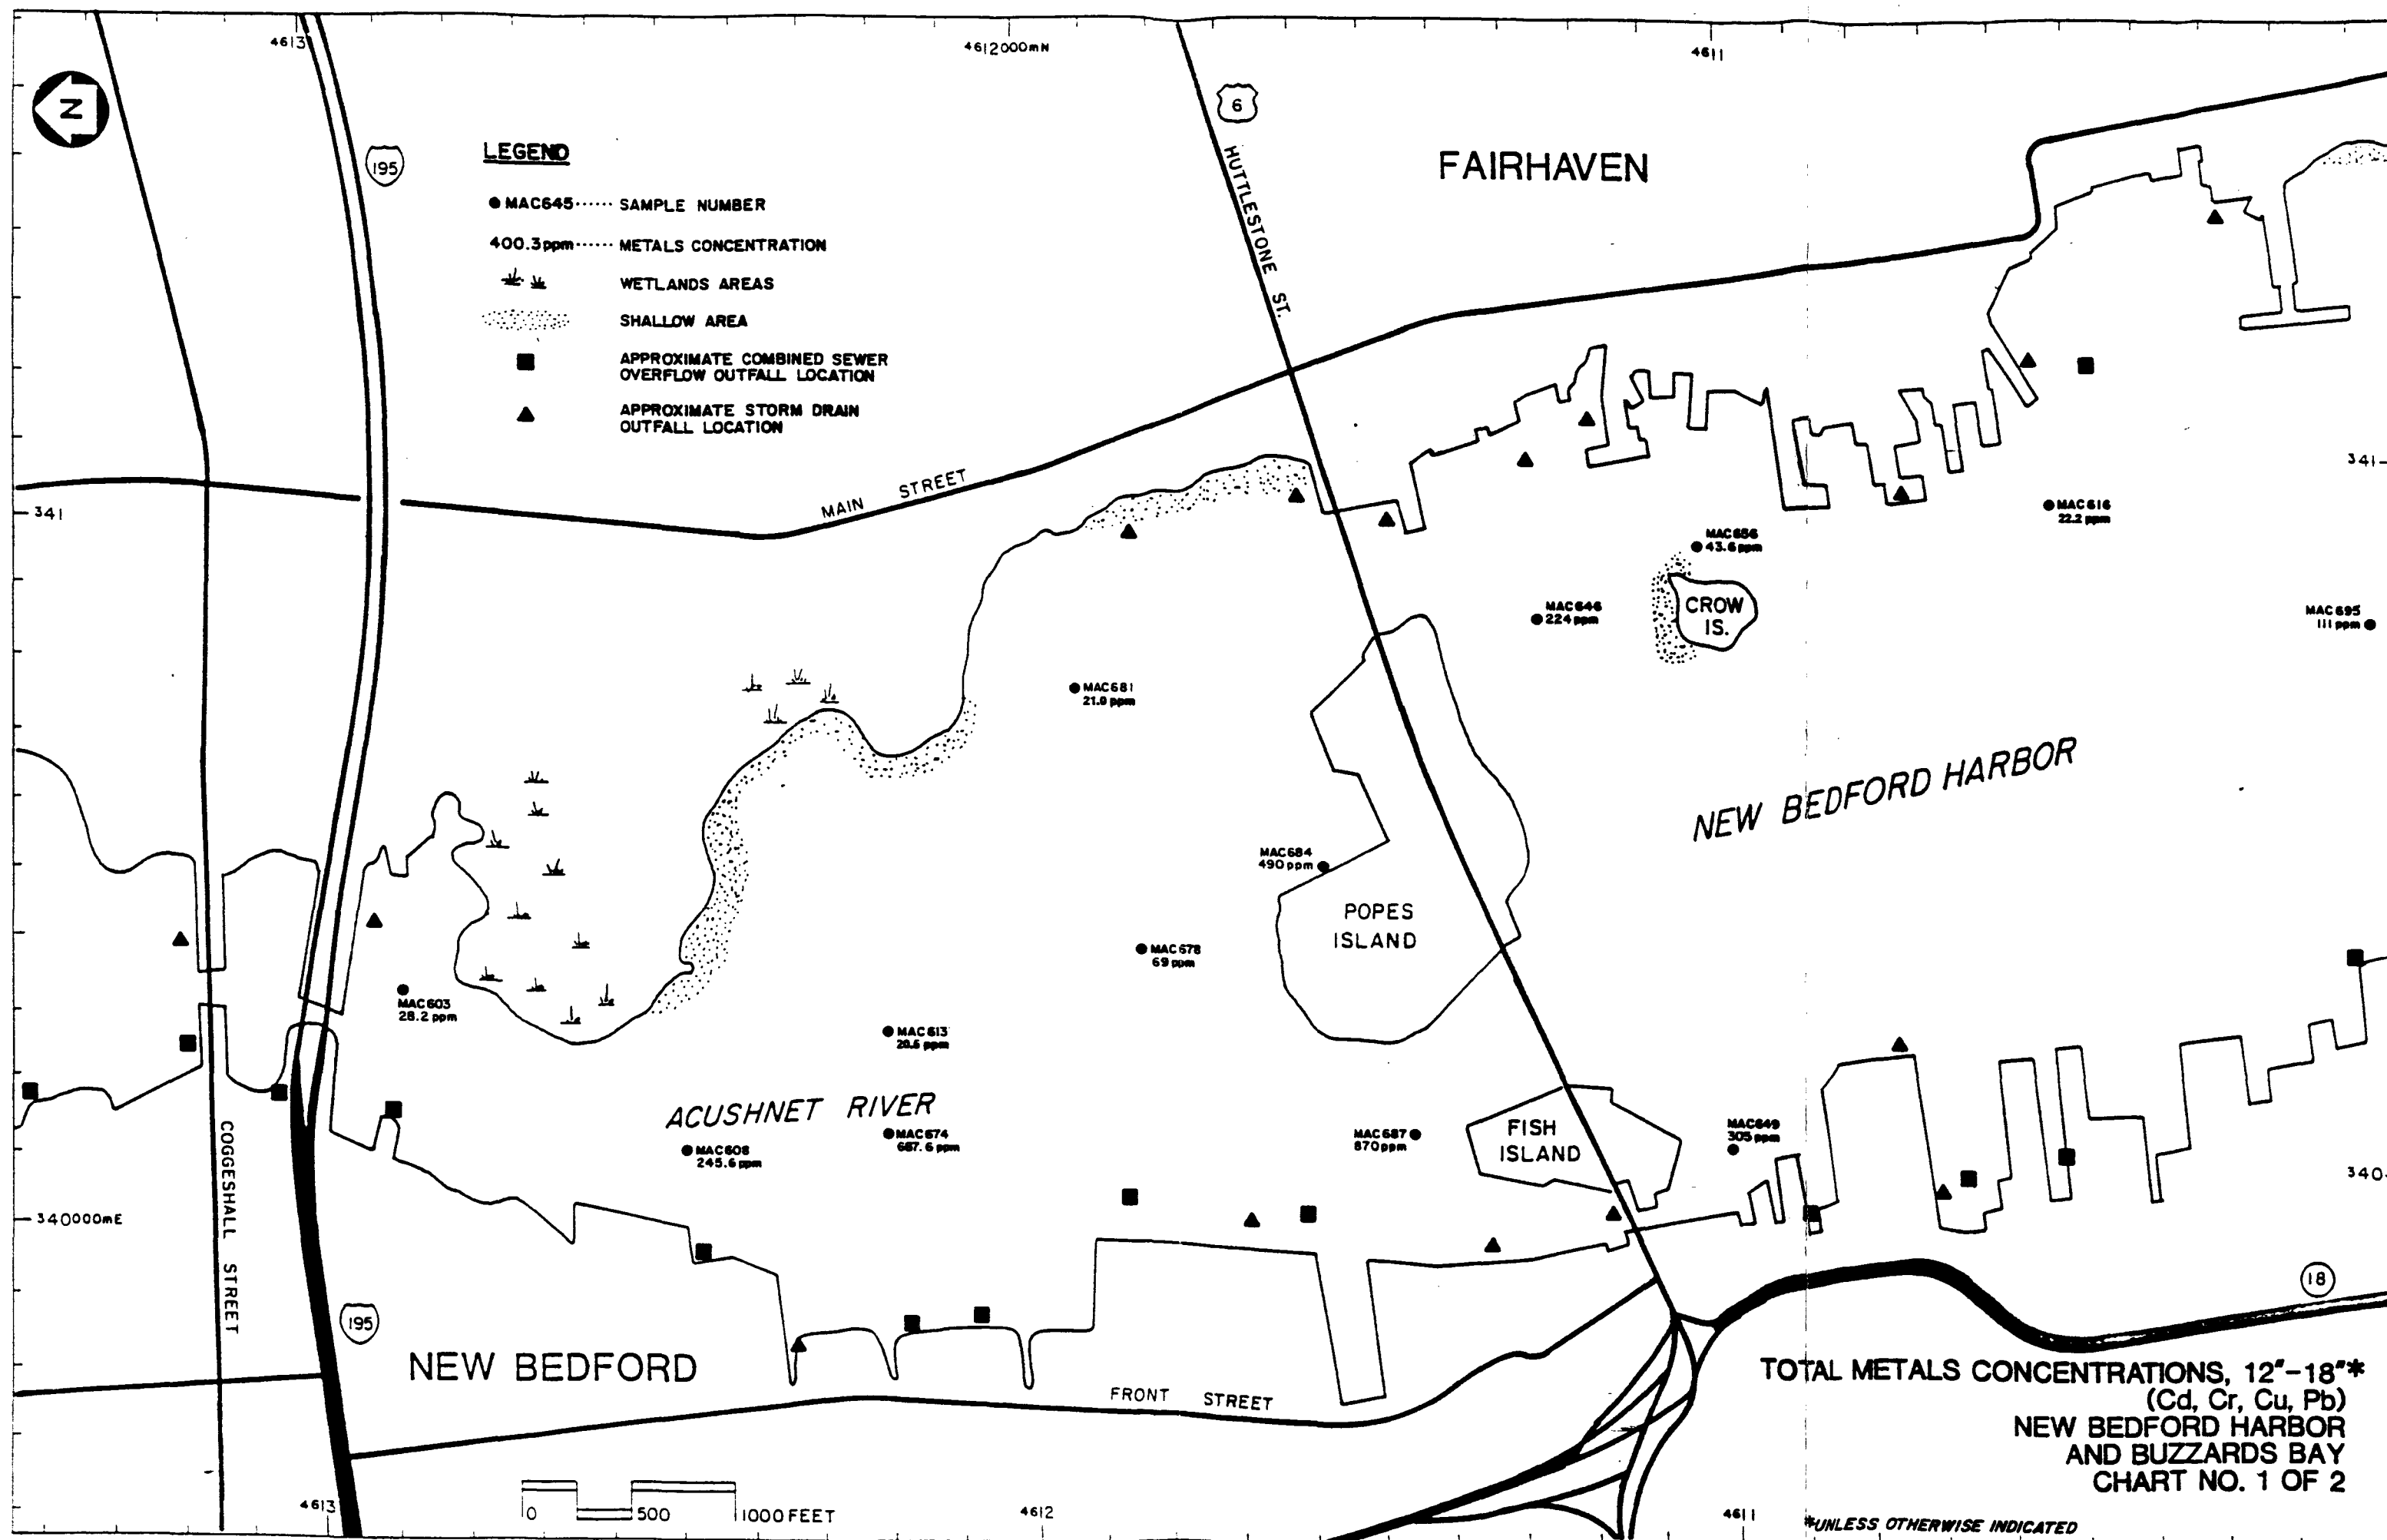 4613
4612000mN
4611
N
6
195
LEGEND
MAC645 ...... SAMPLE NUMBER
400.3ppm ...... METALS CONCENTRATION
WETLANDS AREAS
SHALLOW AREA
APPROXIMATE COMBINED SEWER
OVERFLOW OUTFALL LOCATION
APPROXIMATE STORM DRAIN
OUTFALL LOCATION
HUTTLESTONE ST.
FAIRHAVEN
MAIN STREET
341
341
MAC616
22.2 ppm
MAC656
43.6 ppm
MAC646
224 ppm
CROW
IS.
MAC695
111 ppm
MAC681
21.0 ppm
NEW BEDFORD HARBOR
MAC684
490 ppm
POPES
ISLAND
MAC678
69 ppm
MAC603
28.2 ppm
MAC613
20.5 ppm
ACUSHNET RIVER
MAC674
687.6 ppm
MAC608
245.6 ppm
MAC687
870 ppm
FISH
ISLAND
MAC649
305 ppm
340
340000mE
COGGESHALL STREET
195
18
NEW BEDFORD
FRONT STREET
TOTAL METALS CONCENTRATIONS, 12"-18"*
(Cd, Cr, Cu, Pb)
NEW BEDFORD HARBOR
AND BUZZARDS BAY
CHART NO. 1 OF 2
4613
0 500 1000 FEET
4612
4611
*UNLESS OTHERWISE INDICATED